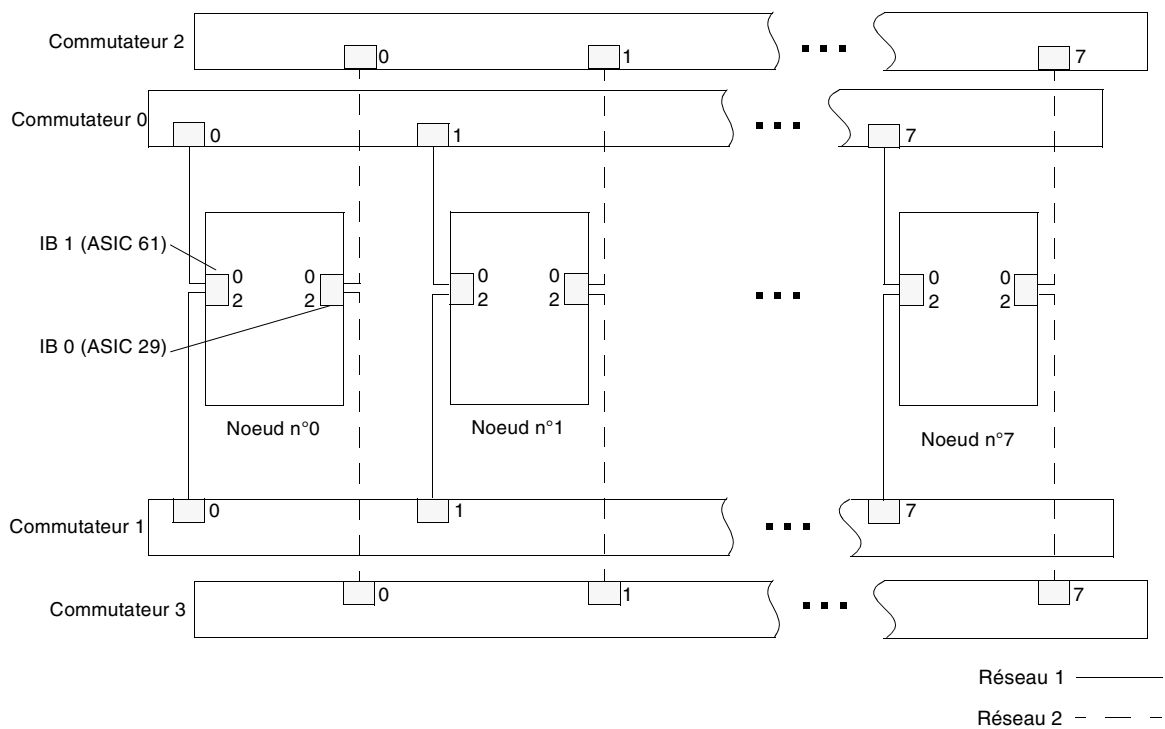 Commutateur 2
0
1
7
Commutateur 0
0
1
7
IB 1 (ASIC 61)
0 0 0 0 0 0
2 2 2 2 2 2
IB 0 (ASIC 29)
Noeud n°0
Noeud n°1
Noeud n°7
Commutateur 1
0
1
7
Commutateur 3
0
1
7
Réseau 1
Réseau 2